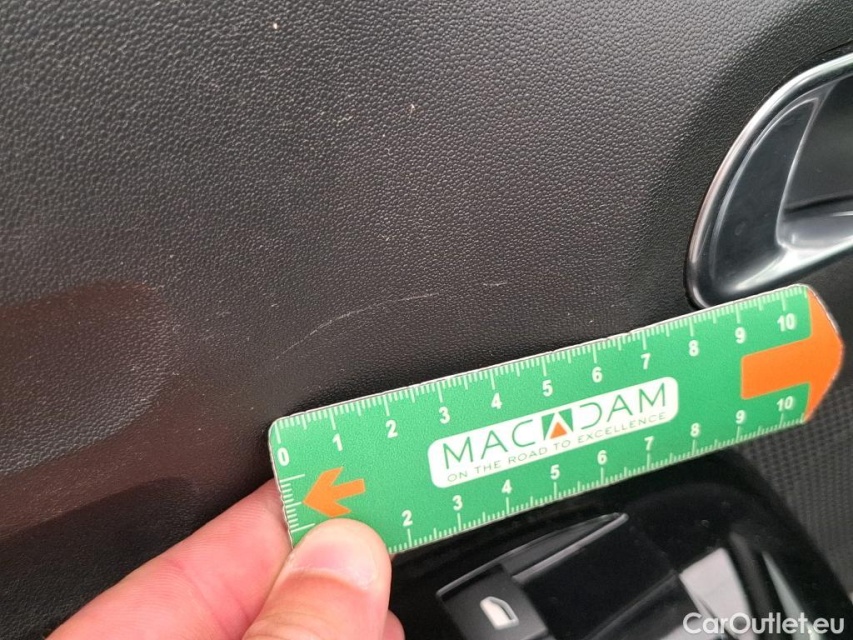 0 1 2 3 4 5 6 7 8 9 10
MACADAM
ON THE ROAD TO EXCELLENCE
2 3 4 5 6 7 8 9 10
CarOutlet.eu